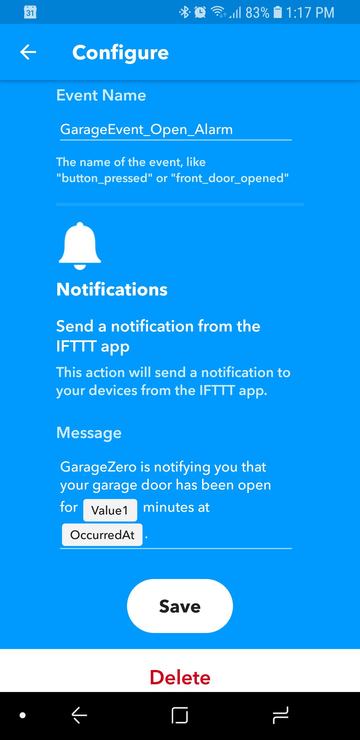 31
83% 1:17 PM
Configure
Event Name
GarageEvent_Open_Alarm
The name of the event, like
"button_pressed" or "front_door_opened"
Notifications
Send a notification from the
IFTTT app
This action will send a notification to
your devices from the IFTTT app.
Message
GarageZero is notifying you that
your garage door has been open
for Value1 minutes at
OccurredAt .
Save
Delete